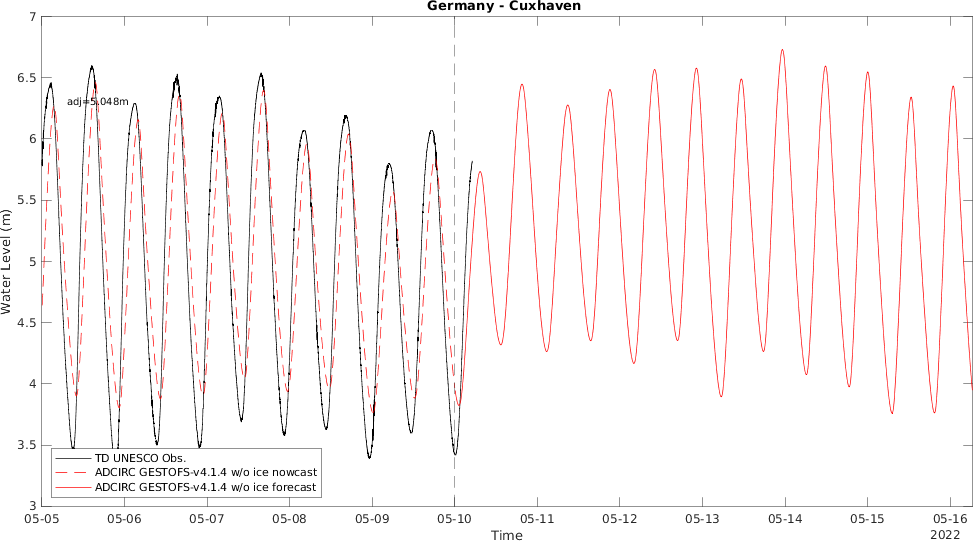 Germany - Cuxhaven
7
6.5
adj=5.048m
6
5.5
5
4.5
4
3.5
3
Water Level (m)
TD UNESCO Obs.
ADCIRC GESTOFS-v4.1.4 w/o ice nowcast
ADCIRC GESTOFS-v4.1.4 w/o ice forecast
05-05 05-06 05-07 05-08 05-09 05-10 05-11 05-12 05-13 05-14 05-15 05-16
Time
2022